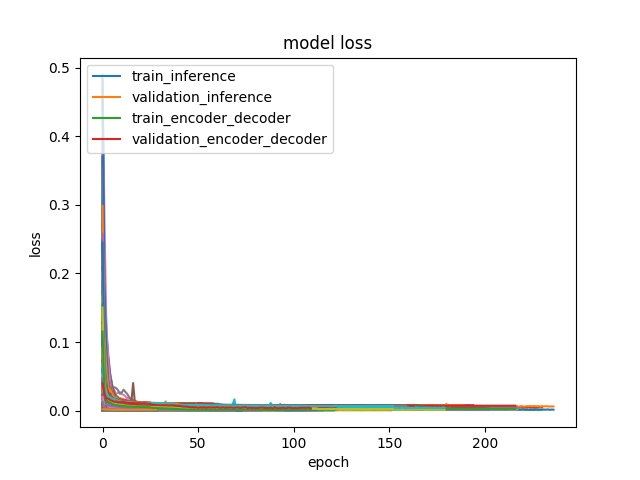 model loss
train_inference
validation_inference
train_encoder_decoder
validation_encoder_decoder
0.5
0.4
0.3
0.2
0.1
0.0
loss
0 50 100 150 200
epoch